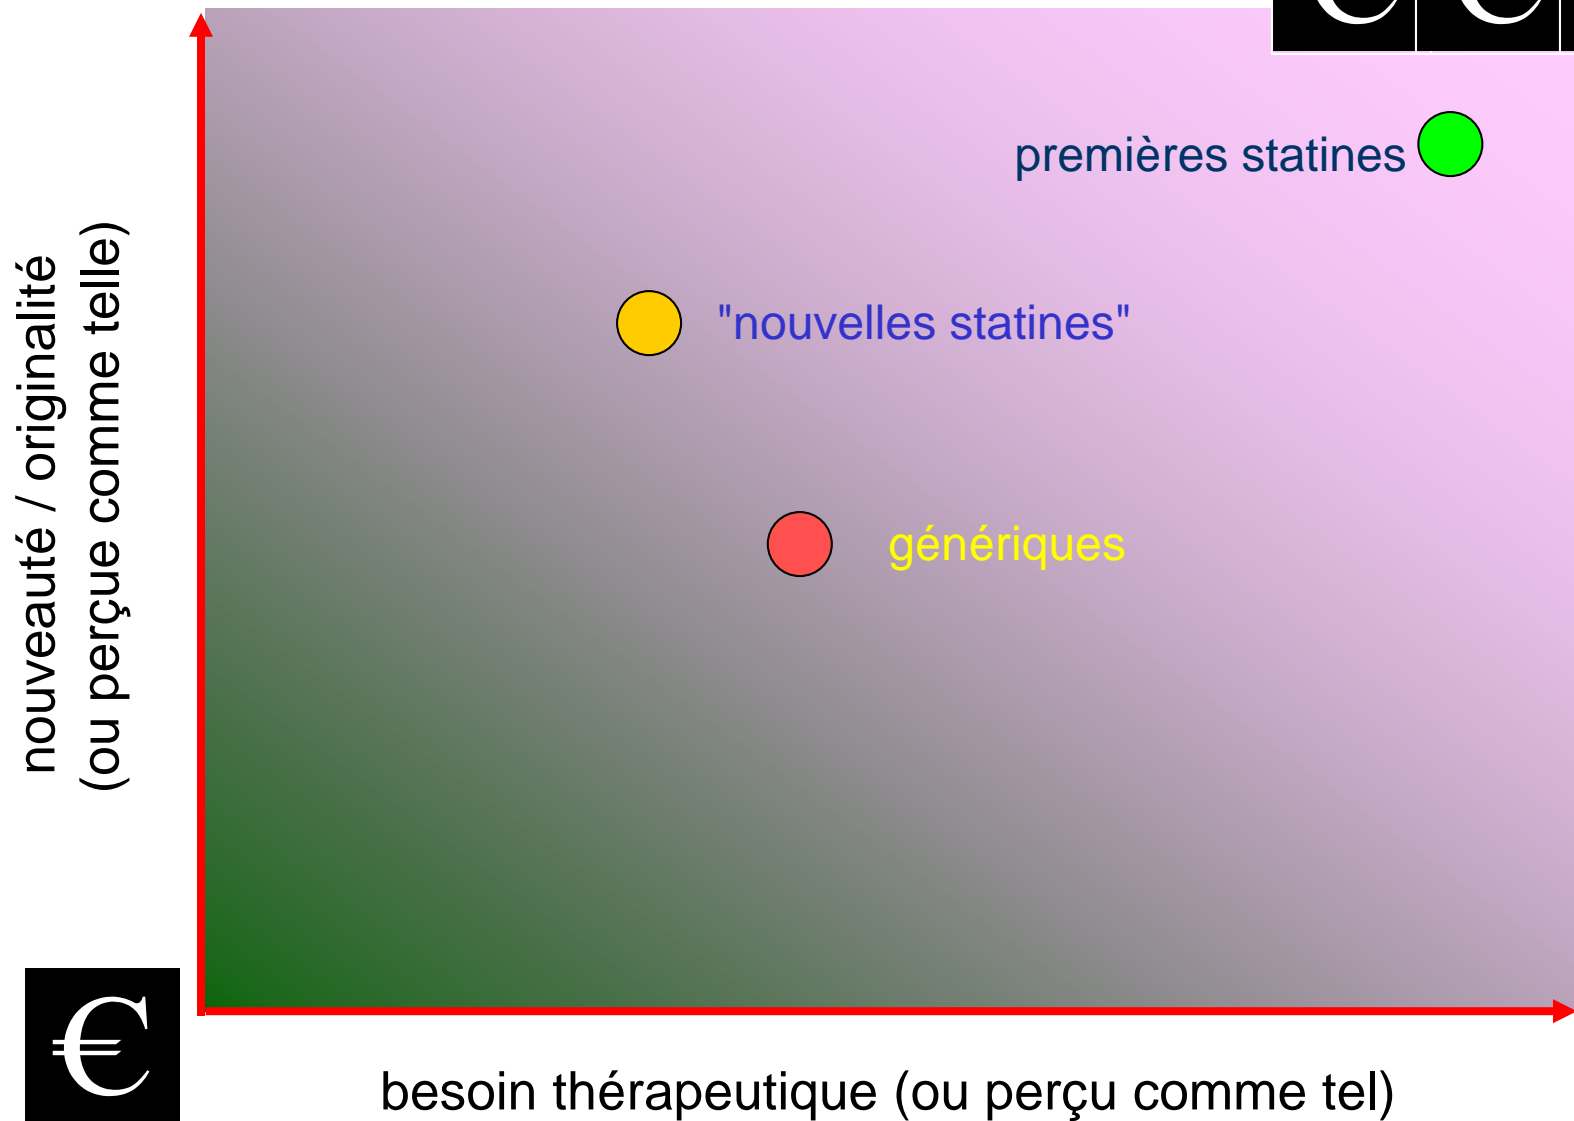 € €
premières statines
"nouvelles statines"
génériques
nouveauté / originalité
(ou perçue comme telle)
€
besoin thérapeutique (ou perçu comme tel)